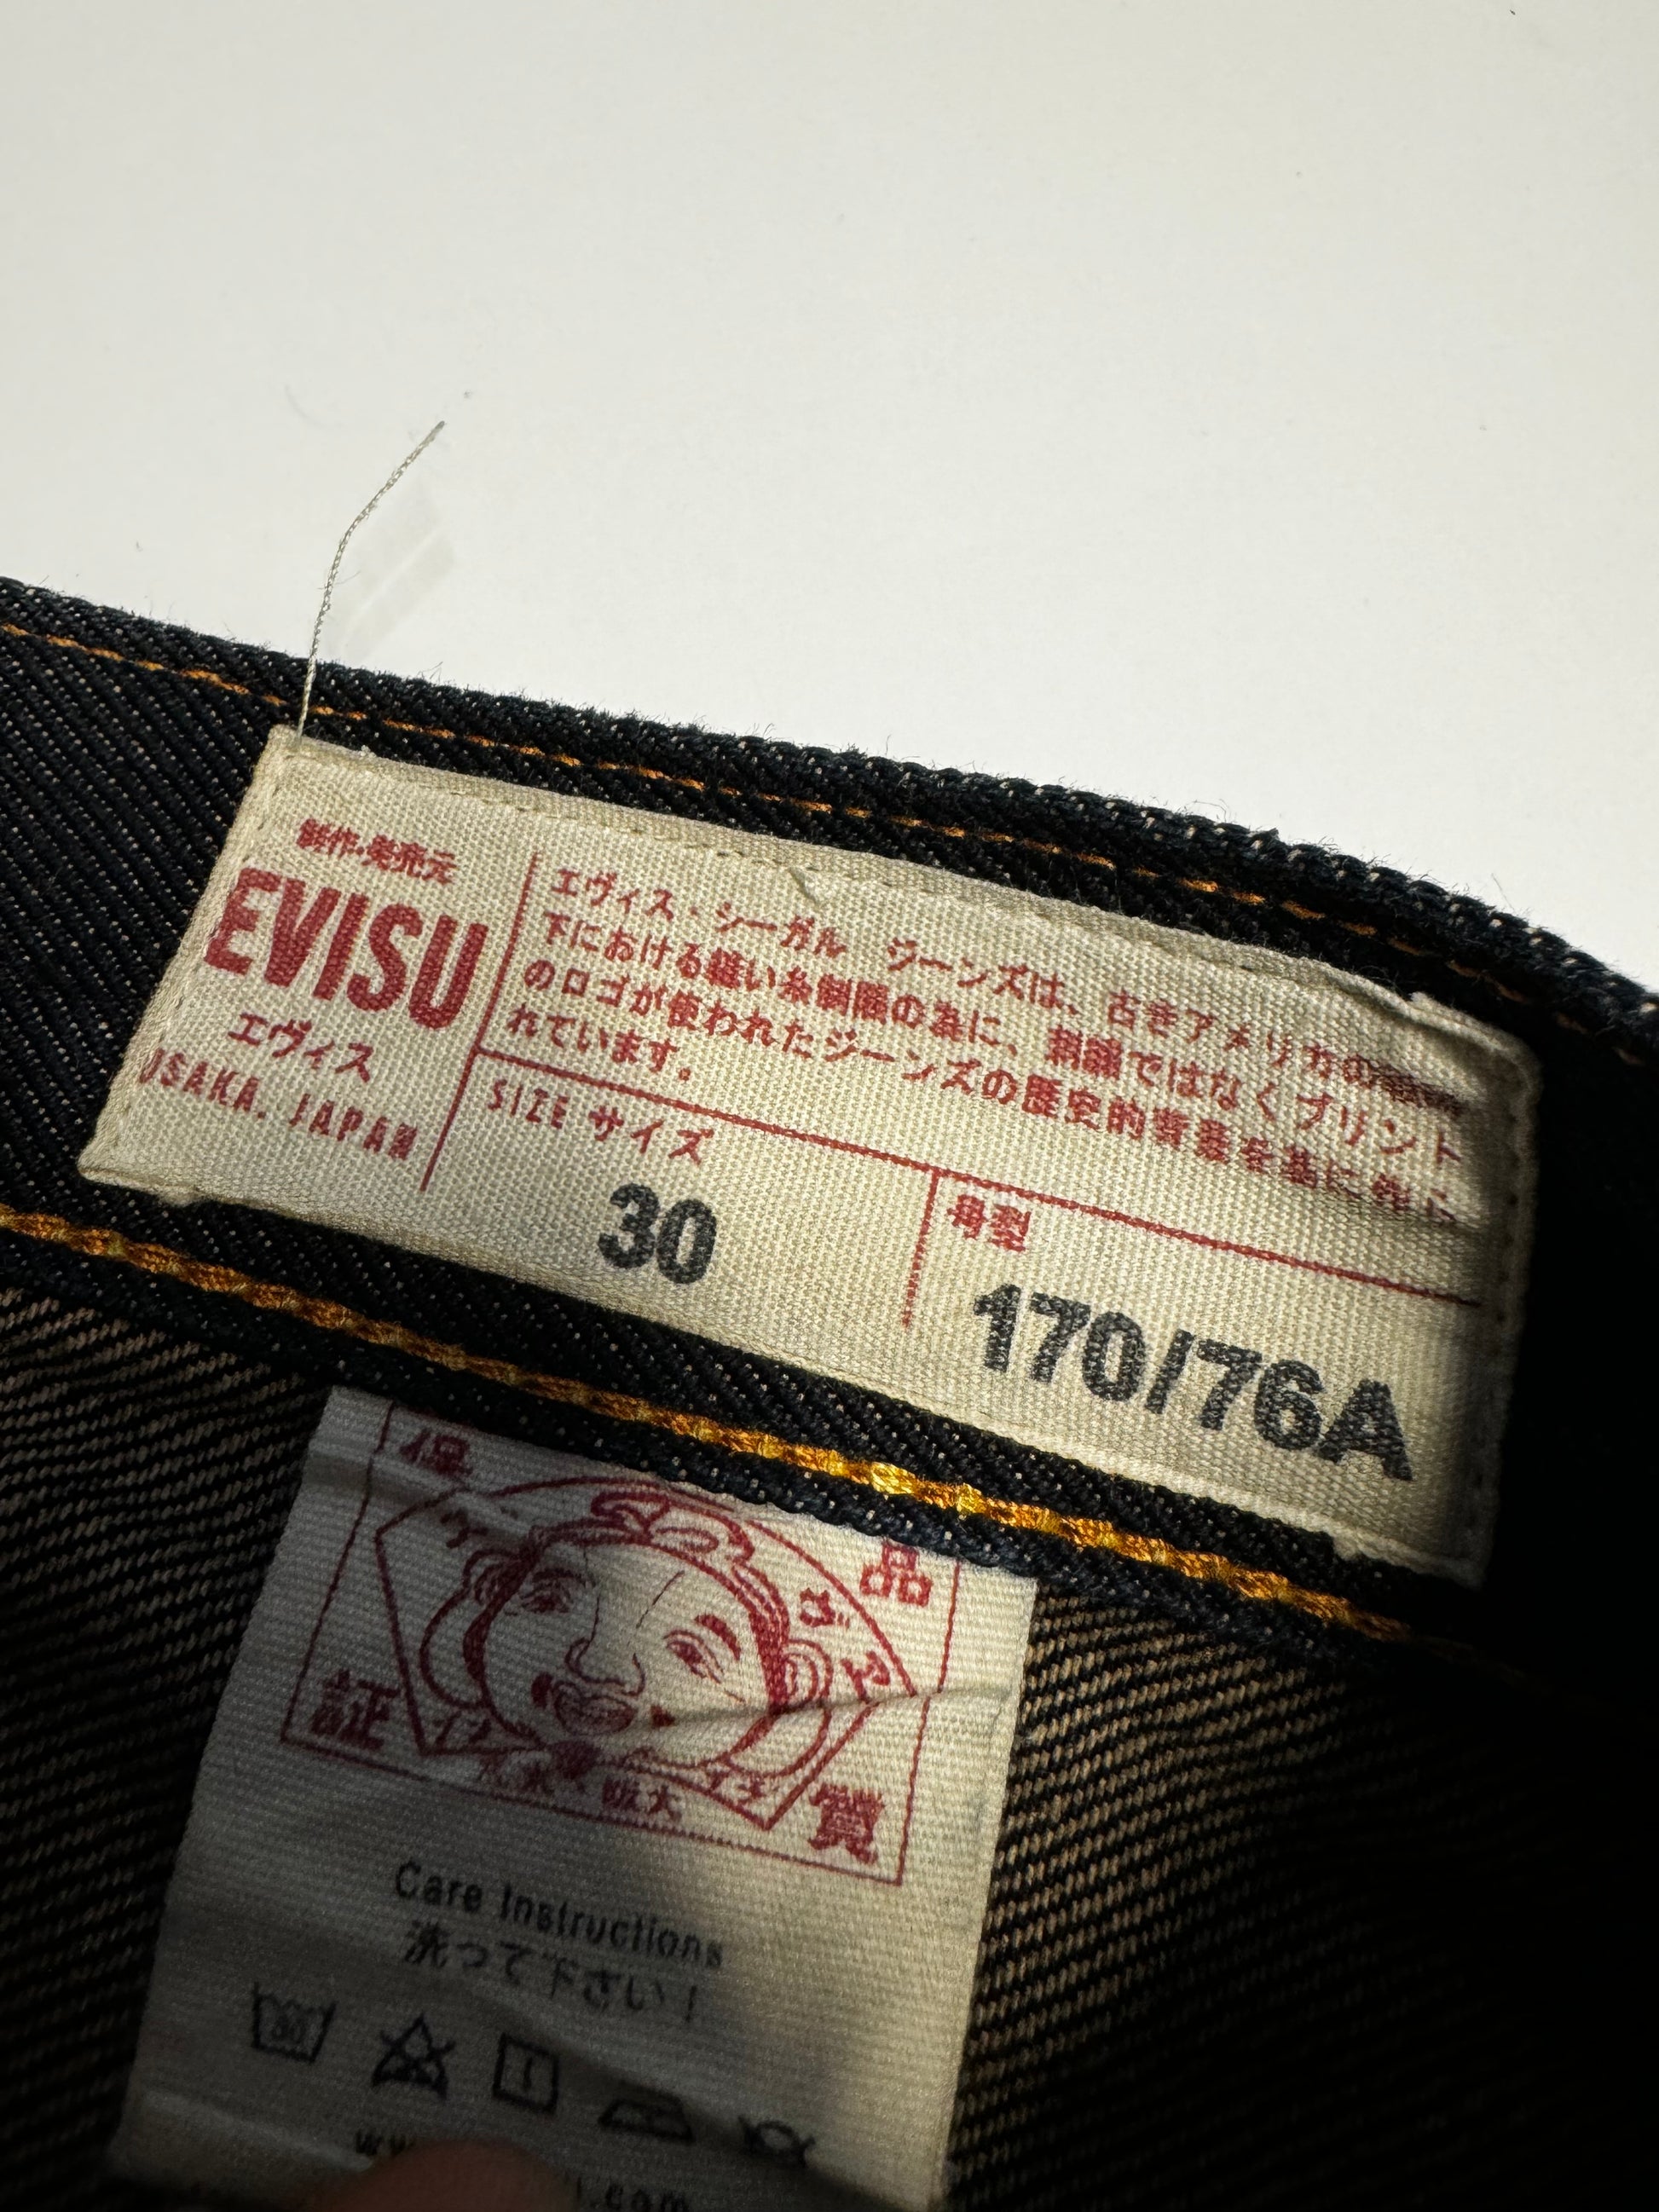 制作・発売元
EVISU
エヴィス
OSAKA. JAPAN
エヴィス・シーガル ジーンズは、古きアメリカの
下における縫い糸制限の為に、刺繍ではなくプリント
のロゴが使われたジーンズの歴史的背景を基に作ら
れています。
SIZE サイズ
30
号型
170/76A
保
品
証
質
Care Instructions
洗って下さい!